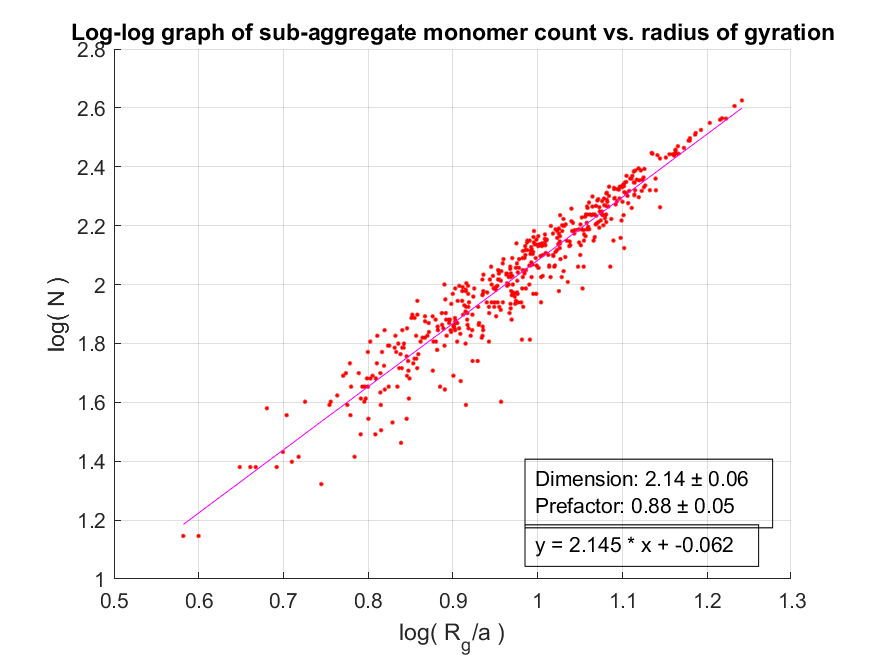 Log-log graph of sub-aggregate monomer count vs. radius of gyration
2.8
2.6
2.4
2.2
2
1.8
1.6
1.4
1.2
1
log( N )
Dimension: 2.14 ± 0.06
Prefactor: 0.88 ± 0.05
y = 2.145 * x + -0.062
0.5 0.6 0.7 0.8 0.9 1 1.1 1.2 1.3
log( Rg/a )